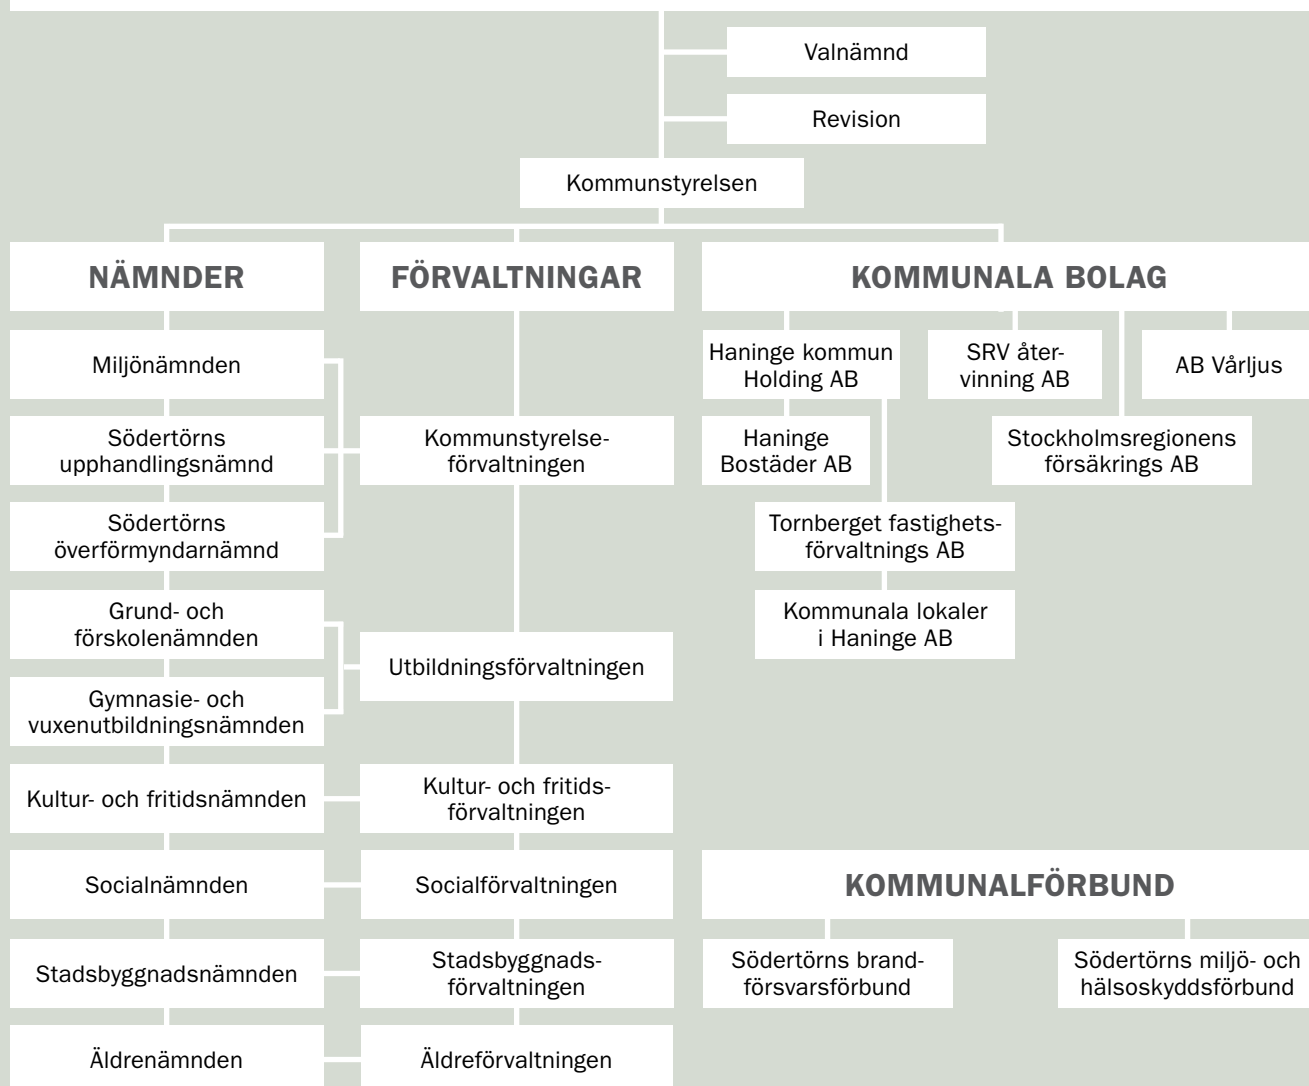 Valnämnd
Revision
Kommunstyrelsen
NÄMNDER
Miljönämnden
Södertörns
upphandlingsnämnd
Södertörns
överförmyndarnämnd
Grund- och
förskolenämnden
Gymnasie- och
vuxenutbildningsnämnden
Kultur- och fritidsnämnden
Socialnämnden
Stadsbyggnadsnämnden
Äldrenämnden
FÖRVALTNINGAR
Kommunstyrelse-
förvaltningen
Utbildningsförvaltningen
Kultur- och fritids-
förvaltningen
Socialförvaltningen
Stadsbyggnads-
förvaltningen
Äldreförvaltningen
KOMMUNALA BOLAG
Haninge kommun
Holding AB
SRV åter-
vinning AB
AB Vårljus
Haninge
Bostäder AB
Stockholmsregionens
försäkrings AB
Tornberget fastighets-
förvaltnings AB
Kommunala lokaler
i Haninge AB
KOMMUNALFÖRBUND
Södertörns brand-
försvarsförbund
Södertörns miljö- och
hälsoskyddsförbund